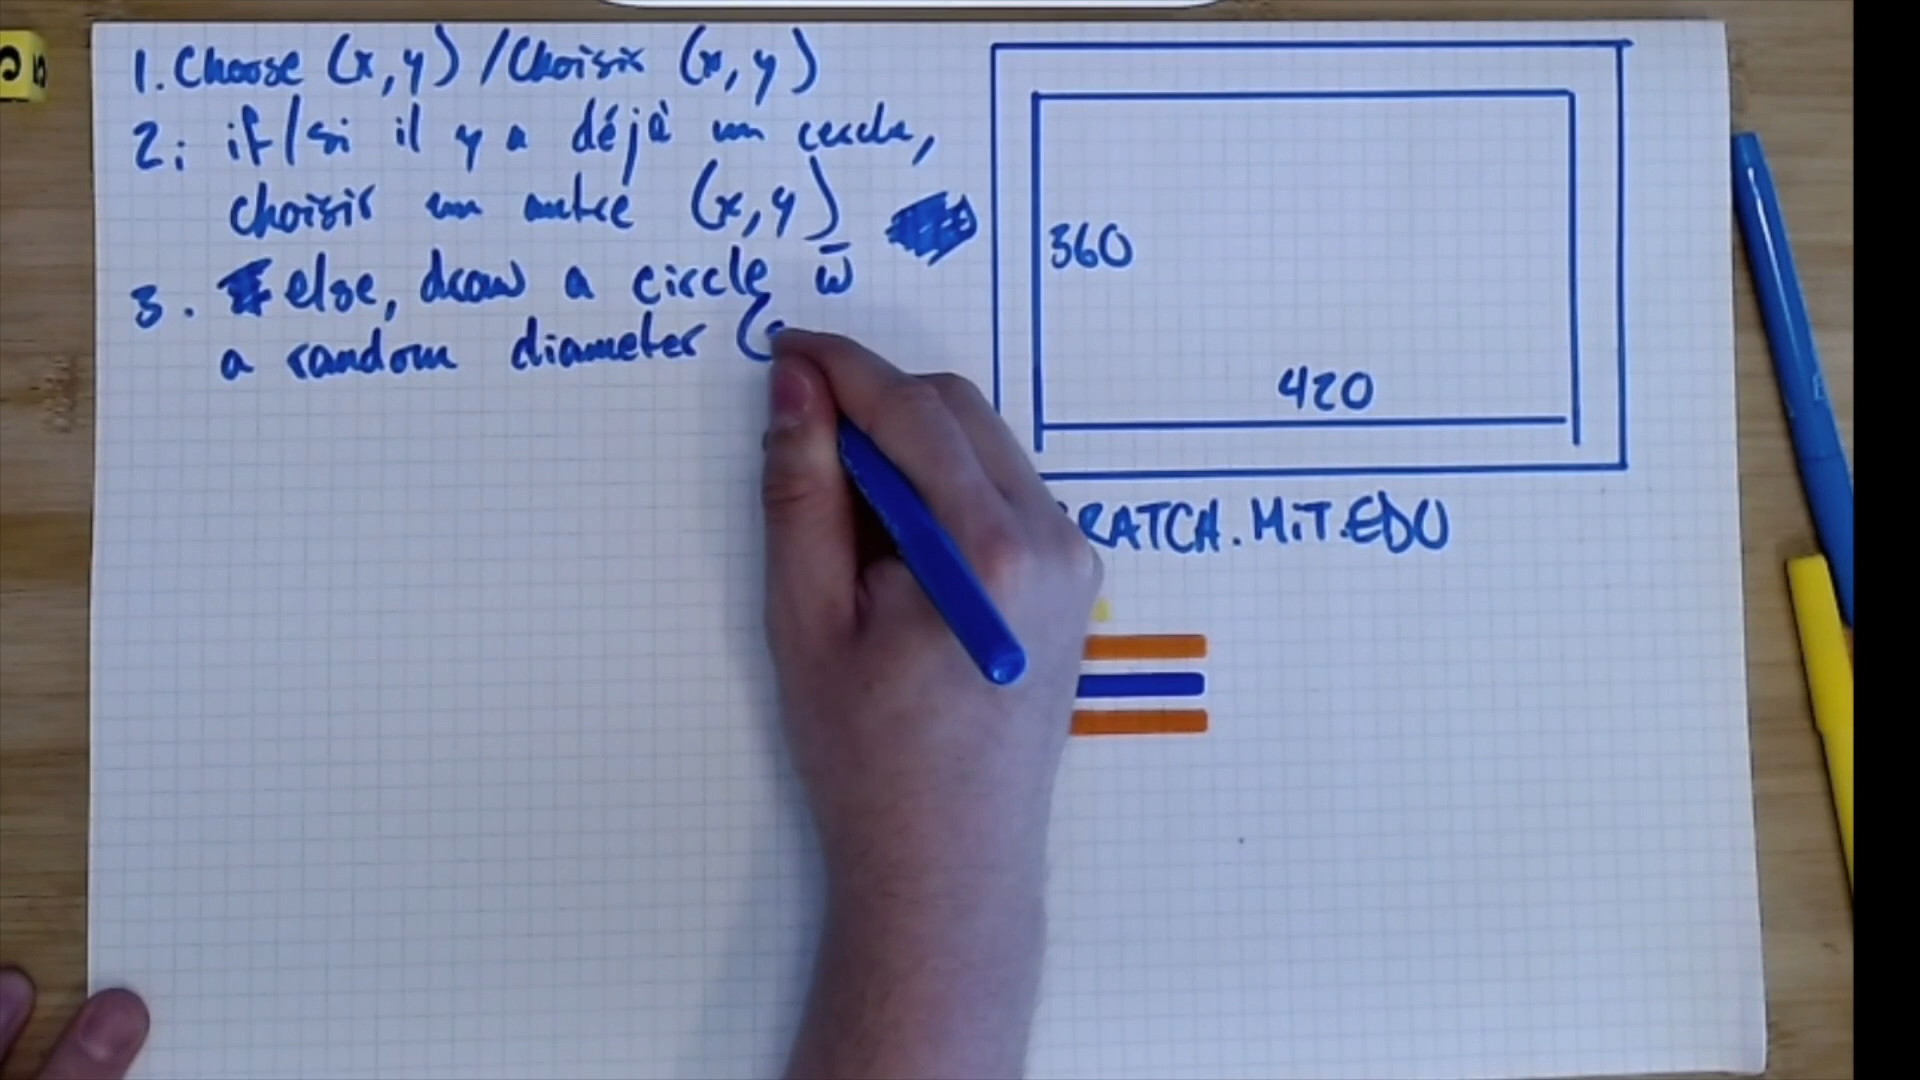 1. Choose (x,y) / Choisir (x,y)
2: if/si il y a déjà un cercle,
choisir un autre (x,y)
3. else, draw a circle w̄
a random diameter (
360
420
RATCH.MIT.EDU